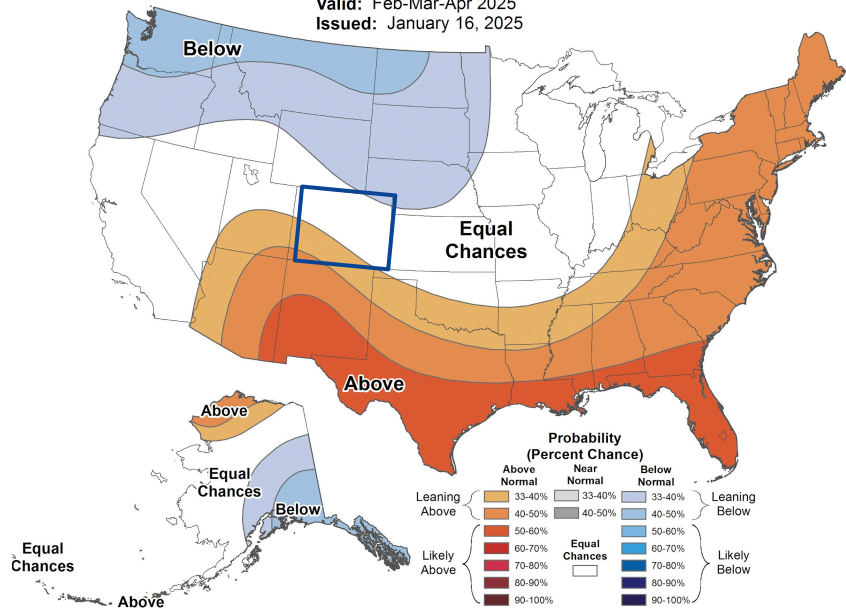 Valid: Feb-Mar-Apr 2025
Issued: January 16, 2025
Below
Equal
Chances
Above
Above
Equal
Chances
Below
Equal
Chances
Above
Probability
(Percent Chance)
Above
Normal
Near
Normal
Below
Normal
Leaning
Above
33-40%
33-40%
33-40%
40-50%
40-50%
40-50%
Leaning
Below
Likely
Above
50-60%
60-70%
70-80%
80-90%
90-100%
Equal
Chances
50-60%
60-70%
70-80%
80-90%
90-100%
Likely
Below